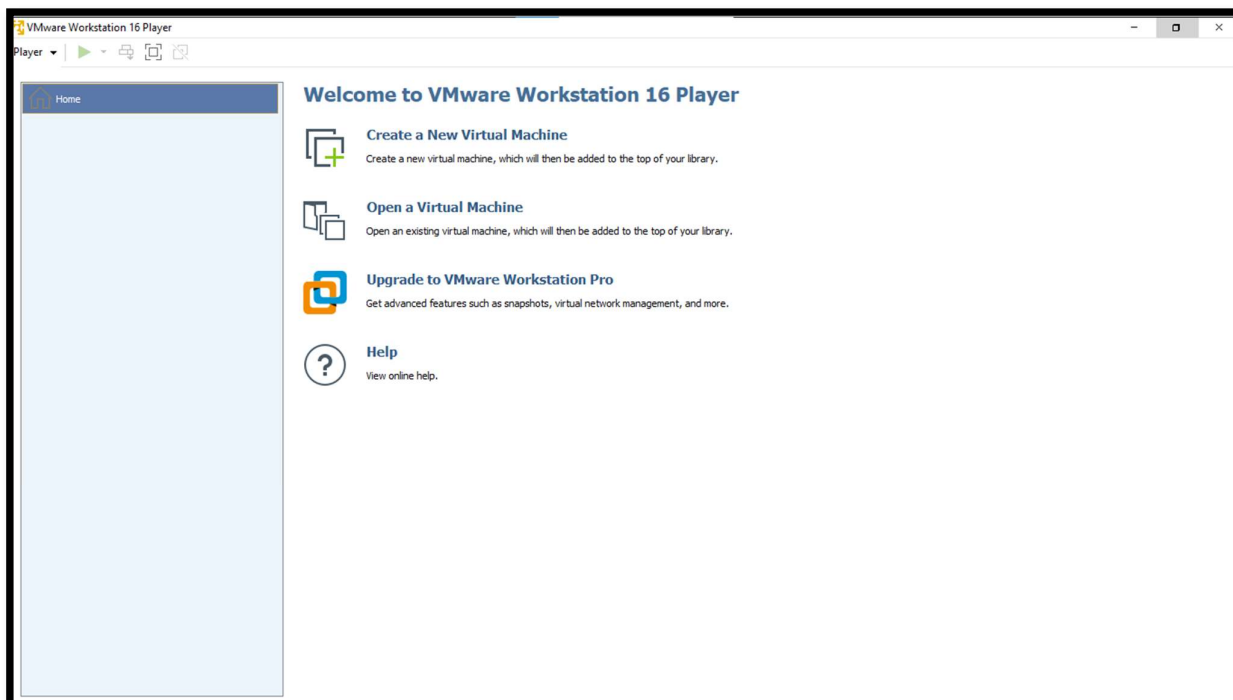 VMware Workstation 16 Player
Player
Home
Welcome to VMware Workstation 16 Player
Create a New Virtual Machine
Create a new virtual machine, which will then be added to the top of your library.
Open a Virtual Machine
Open an existing virtual machine, which will then be added to the top of your library.
Upgrade to VMware Workstation Pro
Get advanced features such as snapshots, virtual network management, and more.
?
Help
View online help.